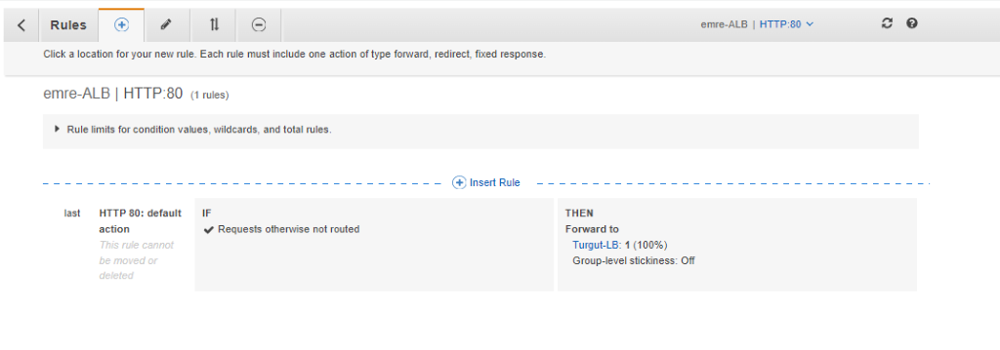 Rules
emre-ALB | HTTP:80
Click a location for your new rule. Each rule must include one action of type forward, redirect, fixed response.
emre-ALB | HTTP:80 (1 rules)
Rule limits for condition values, wildcards, and total rules.
Insert Rule
last
HTTP 80: default
action
This rule cannot
be moved or
deleted
IF
Requests otherwise not routed
THEN
Forward to
Turgut-LB: 1 (100%)
Group-level stickiness: Off